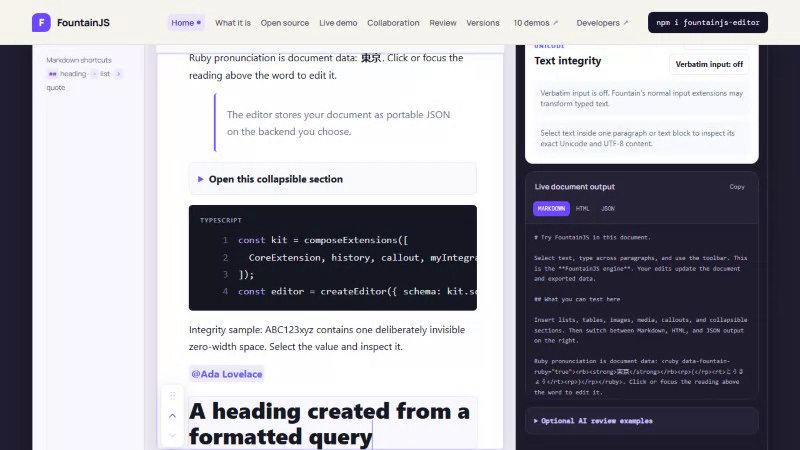 F FountainJS
Home What it is Open source Live demo Collaboration Review Versions 10 demos ↗ Developers ↗ npm i fountainjs-editor
Markdown shortcuts
## heading - list >
quote
Ruby pronunciation is document data: 東京. Click or focus the
reading above the word to edit it.
The editor stores your document as portable JSON
on the backend you choose.
Open this collapsible section
TYPESCRIPT
1 const kit = composeExtensions([
2 CoreExtension, history, callout, myIntegra
3 ]);
4 const editor = createEditor({ schema: kit.sc
Integrity sample: ABC123xyz contains one deliberately invisible
zero-width space. Select the value and inspect it.
@Ada Lovelace
A heading created from a
formatted query
UNICODE
Text integrity
Verbatim input: off
Verbatim input is off. Fountain's normal input extensions may
transform typed text.
Select text inside one paragraph or text block to inspect its
exact Unicode and UTF-8 content.
Live document output Copy
MARKDOWN HTML JSON
# Try FountainJS in this document.
Select text, type across paragraphs, and use the toolbar. This
is the **FountainJS engine**. Your edits update the document
and exported data.
## What you can test here
Insert lists, tables, images, media, callouts, and collapsible
sections. Then switch between Markdown, HTML, and JSON output
on the right.
Ruby pronunciation is document data: <ruby data-fountain-
ruby="true"><rb><strong>東京</strong></rb><rp>(</rp><rt>とうき
ょう</rt><rp>)</rp></ruby>. Click or focus the reading above
the word to edit it.
Optional AI review examples